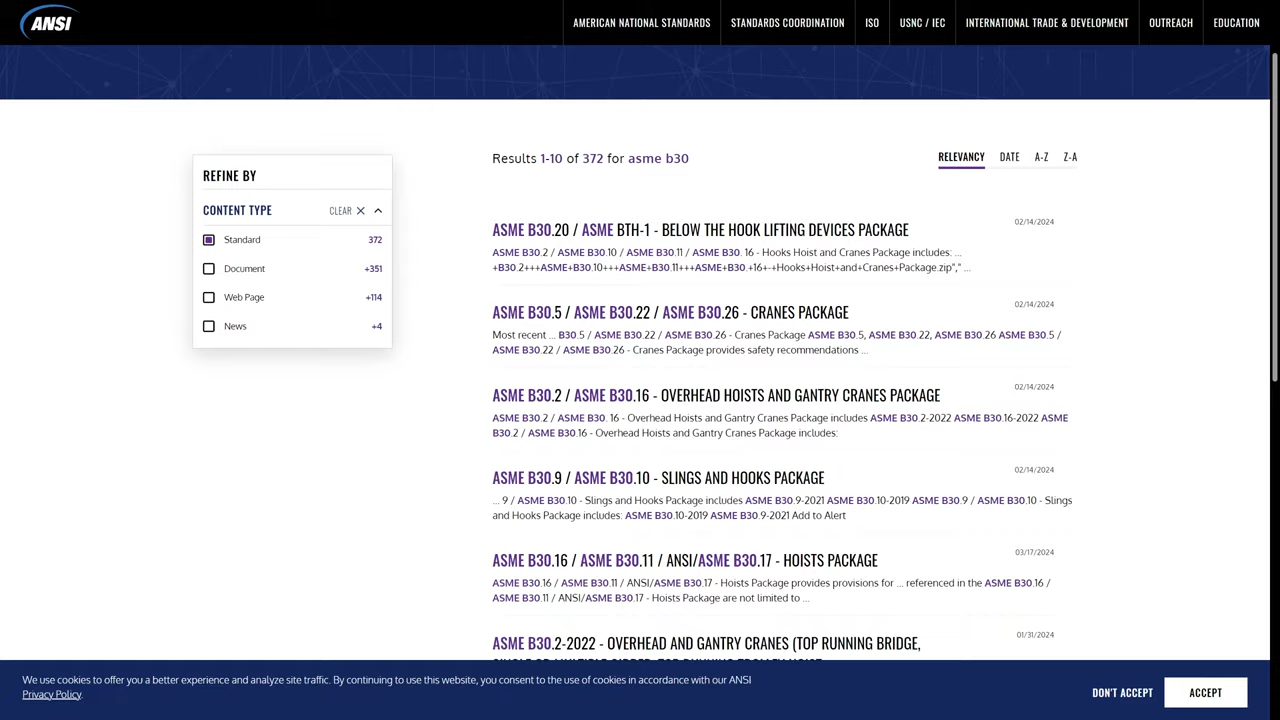 ANSI
AMERICAN NATIONAL STANDARDS
STANDARDS COORDINATION
ISO
USNC / IEC
INTERNATIONAL TRADE & DEVELOPMENT
OUTREACH
EDUCATION
REFINE BY
CONTENT TYPE
CLEAR
Standard 372
Document +351
Web Page +114
News +4
Results 1-10 of 372 for asme b30
RELEVANCY DATE A-Z Z-A
ASME B30.20 / ASME BTH-1 - BELOW THE HOOK LIFTING DEVICES PACKAGE
02/14/2024
ASME B30.2 / ASME B30.10 / ASME B30.11 / ASME B30. 16 - Hooks Hoist and Cranes Package includes: ...
+B30.2+++ASME+B30.10+++ASME+B30.11+++ASME+B30.+16+-+Hooks+Hoist+and+Cranes+Package.zip"," ...
ASME B30.5 / ASME B30.22 / ASME B30.26 - CRANES PACKAGE
02/14/2024
Most recent ... B30.5 / ASME B30.22 / ASME B30.26 - Cranes Package ASME B30.5, ASME B30.22, ASME B30.26 ASME B30.5 /
ASME B30.22 / ASME B30.26 - Cranes Package provides safety recommendations ...
ASME B30.2 / ASME B30.16 - OVERHEAD HOISTS AND GANTRY CRANES PACKAGE
02/14/2024
ASME B30.2 / ASME B30. 16 - Overhead Hoists and Gantry Cranes Package includes ASME B30.2-2022 ASME B30.16-2022 ASME
B30.2 / ASME B30.16 - Overhead Hoists and Gantry Cranes Package includes:
ASME B30.9 / ASME B30.10 - SLINGS AND HOOKS PACKAGE
02/14/2024
... 9 / ASME B30.10 - Slings and Hooks Package includes ASME B30.9-2021 ASME B30.10-2019 ASME B30.9 / ASME B30.10 - Slings
and Hooks Package includes: ASME B30.10-2019 ASME B30.9-2021 Add to Alert
ASME B30.16 / ASME B30.11 / ANSI/ASME B30.17 - HOISTS PACKAGE
03/17/2024
ASME B30.16 / ASME B30.11 / ANSI/ASME B30.17 - Hoists Package provides provisions for ... referenced in the ASME B30.16 /
ASME B30.11 / ANSI/ASME B30.17 - Hoists Package are not limited to ...
ASME B30.2-2022 - OVERHEAD AND GANTRY CRANES (TOP RUNNING BRIDGE,
01/31/2024
We use cookies to offer you a better experience and analyze site traffic. By continuing to use this website, you consent to the use of cookies in accordance with our ANSI
Privacy Policy.
DON'T ACCEPT
ACCEPT